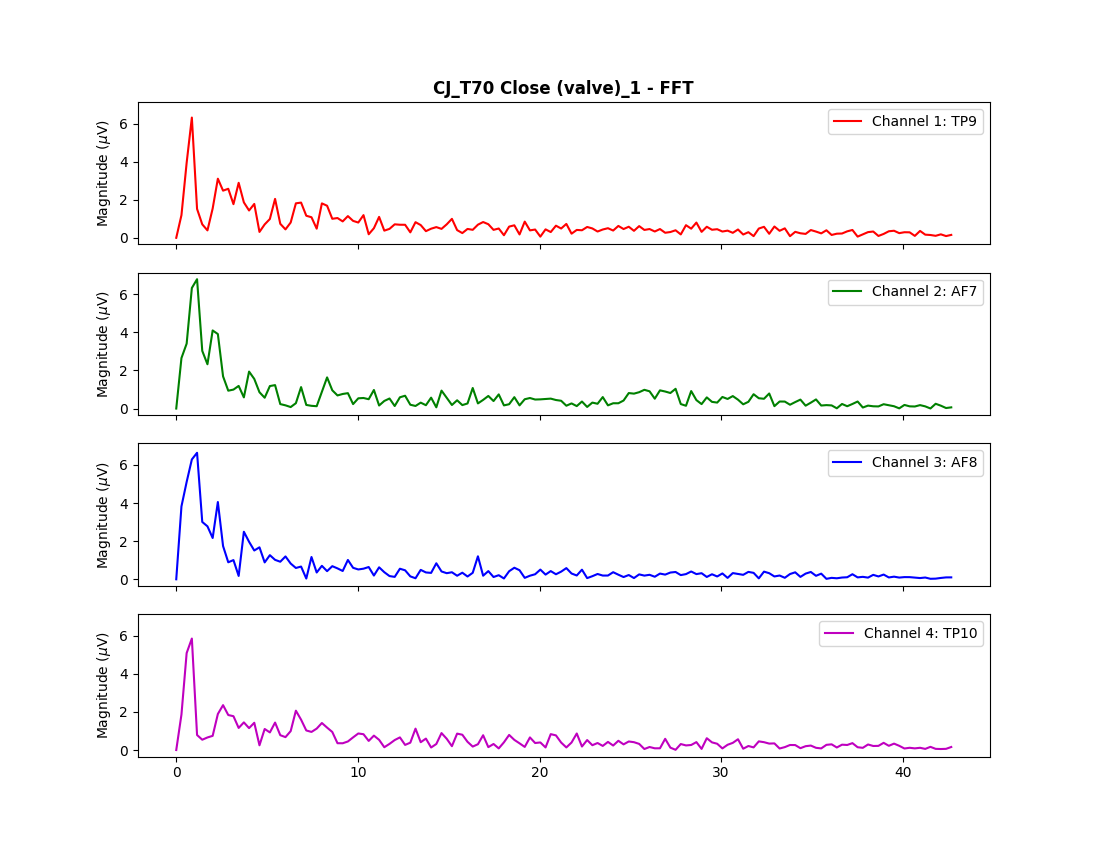 CJ_T70 Close (valve)_1 - FFT
Magnitude (μV)
6
4
2
0
Channel 1: TP9
Magnitude (μV)
6
4
2
0
Channel 2: AF7
Magnitude (μV)
6
4
2
0
Channel 3: AF8
Magnitude (μV)
6
4
2
0
Channel 4: TP10
0 10 20 30 40